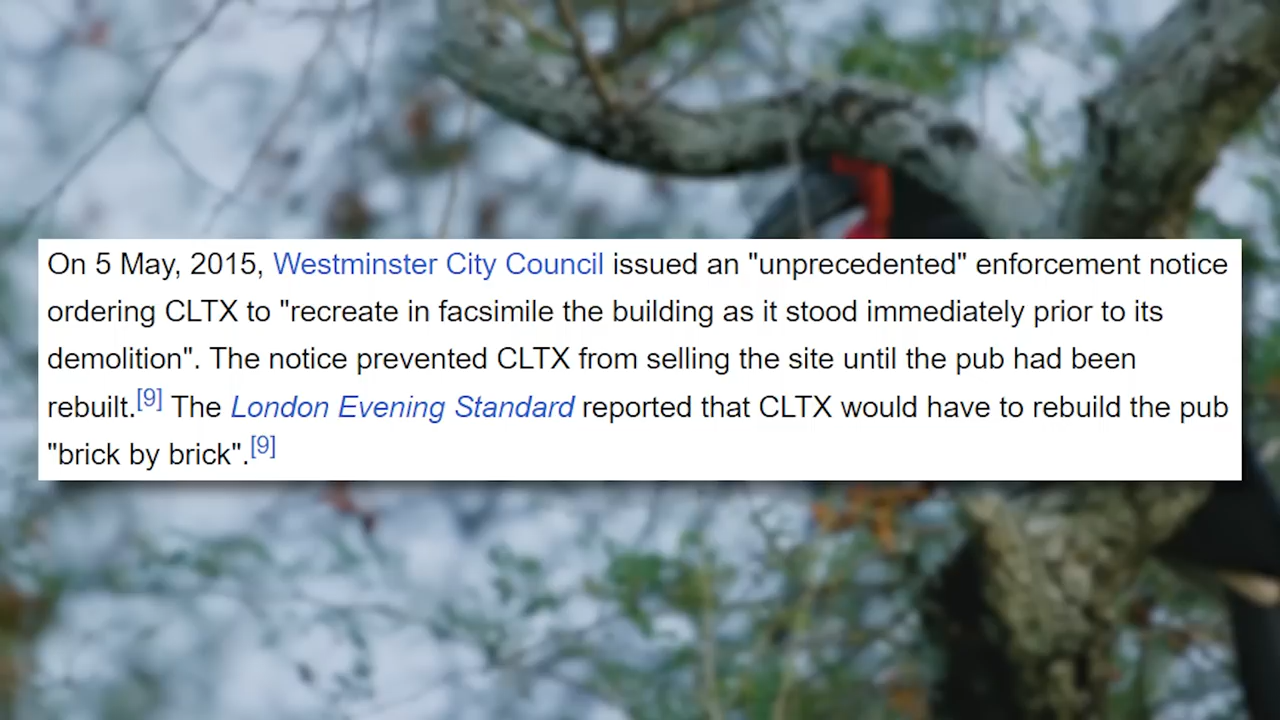 On 5 May, 2015, Westminster City Council issued an "unprecedented" enforcement notice
ordering CLTX to "recreate in facsimile the building as it stood immediately prior to its
demolition". The notice prevented CLTX from selling the site until the pub had been
rebuilt.[9] The London Evening Standard reported that CLTX would have to rebuild the pub
"brick by brick".[9]